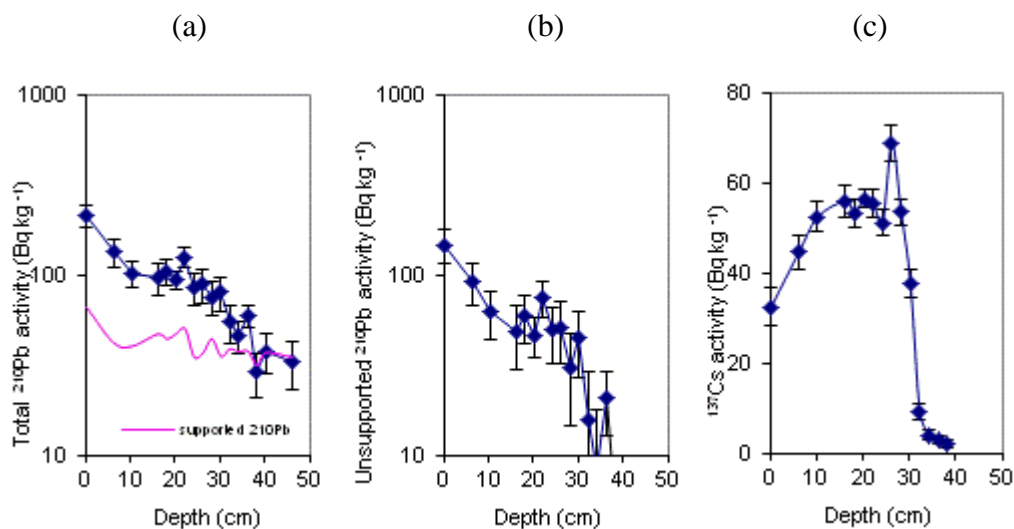 (a)
(b)
(c)
1000
100
10
0 10 20 30 40 50
Total ²¹⁰Pb activity (Bq kg⁻¹)
supported 210Pb
Depth (cm)
1000
100
10
0 10 20 30 40 50
Unsupported ²¹⁰Pb activity (Bq kg⁻¹)
Depth (cm)
80
60
40
20
0
0 10 20 30 40 50
¹³⁷Cs activity (Bq kg⁻¹)
Depth (cm)